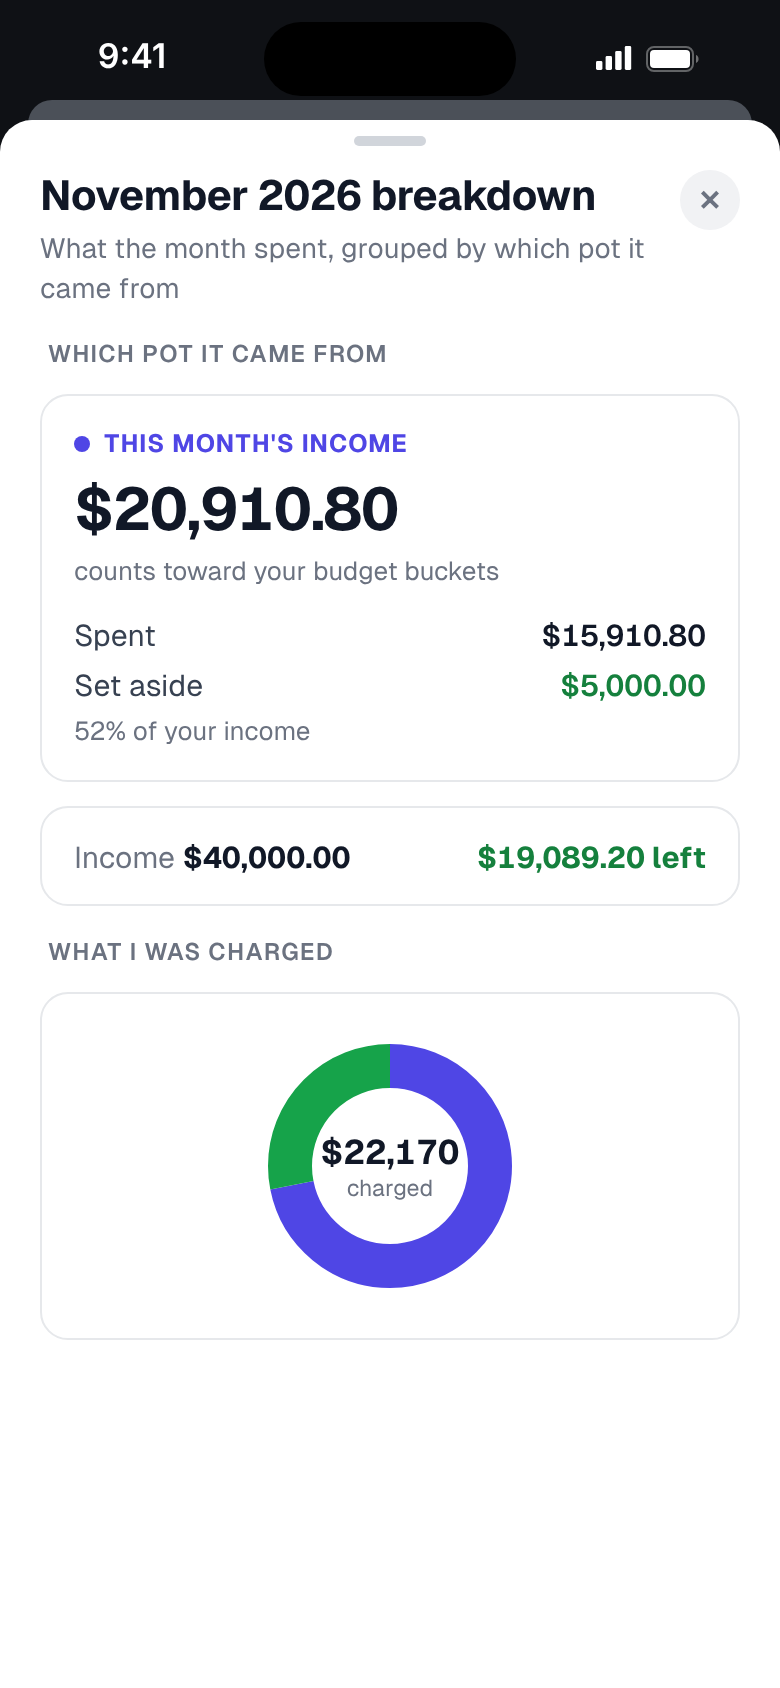 9:41
November 2026 breakdown
What the month spent, grouped by which pot it
came from
WHICH POT IT CAME FROM
THIS MONTH'S INCOME
$20,910.80
counts toward your budget buckets
Spent $15,910.80
Set aside $5,000.00
52% of your income
Income $40,000.00 $19,089.20 left
WHAT I WAS CHARGED
$22,170
charged